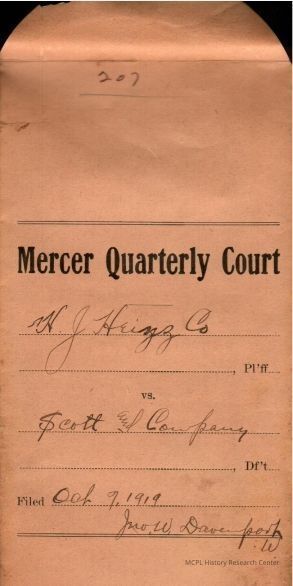 207
Mercer Quarterly Court
H J Heinz Co
, Pl'ff.
vs.
Scott and Company
, Df't.
Filed Oct 9, 1919
Jno. W. Davenport
MCPL History Research Center